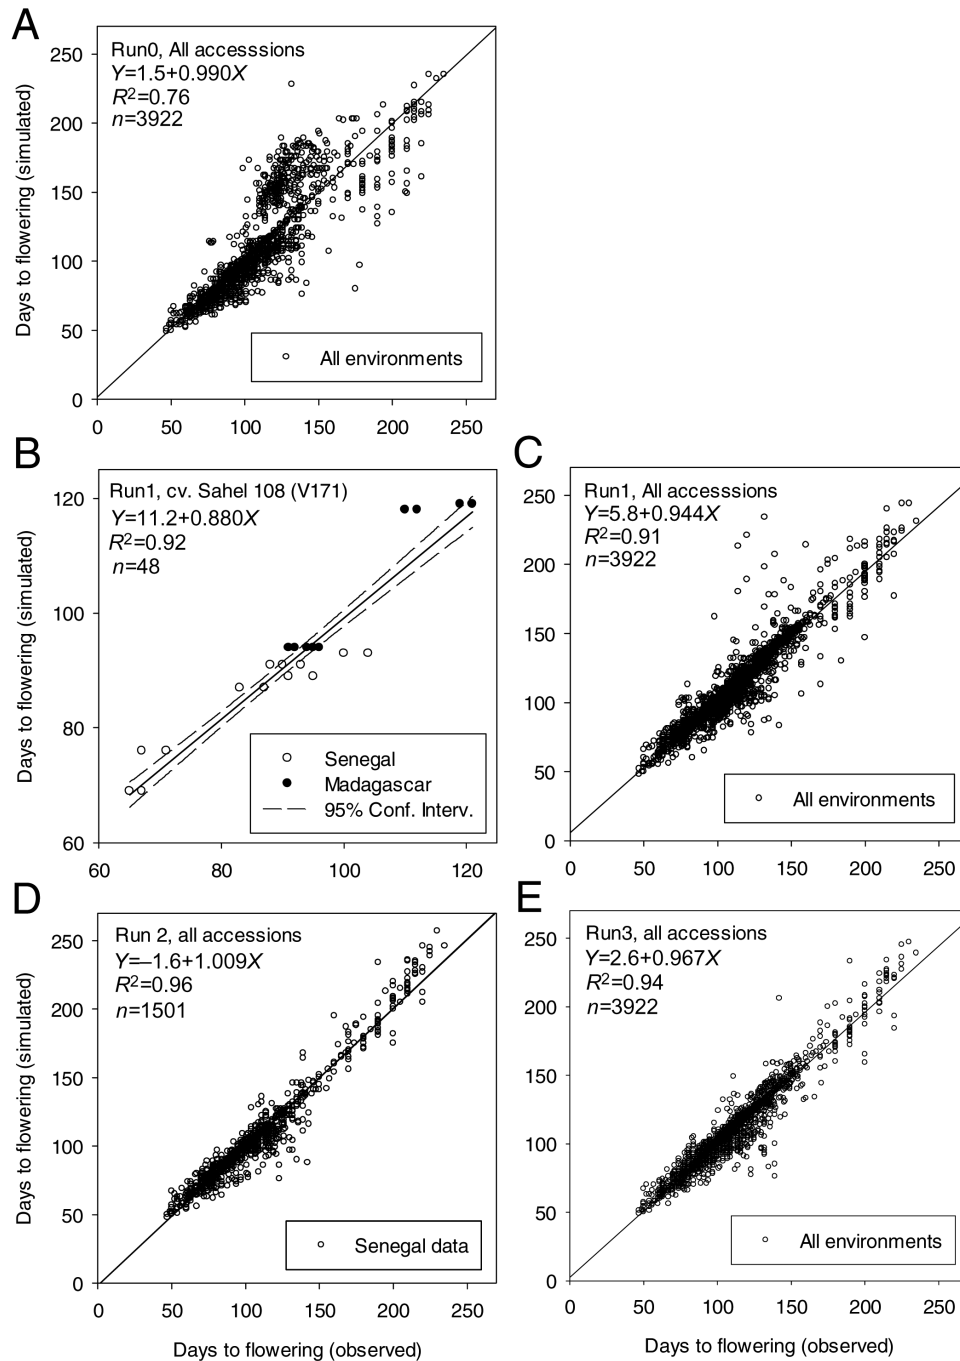 A
Run0, All accesssions
Y=1.5+0.990X
R²=0.76
n=3922
Days to flowering (simulated)
250
200
150
100
50
0
All environments
0 50 100 150 200 250
B
Run1, cv. Sahel 108 (V171)
Y=11.2+0.880X
R²=0.92
n=48
Days to flowering (simulated)
120
100
80
60
Senegal
Madagascar
95% Conf. Interv.
60 80 100 120
C
Run1, All accesssions
Y=5.8+0.944X
R²=0.91
n=3922
250
200
150
100
50
0
All environments
0 50 100 150 200 250
D
Run 2, all accessions
Y=–1.6+1.009X
R²=0.96
n=1501
Days to flowering (simulated)
250
200
150
100
50
0
Senegal data
0 50 100 150 200 250
Days to flowering (observed)
E
Run3, all accessions
Y=2.6+0.967X
R²=0.94
n=3922
250
200
150
100
50
0
All environments
0 50 100 150 200 250
Days to flowering (observed)